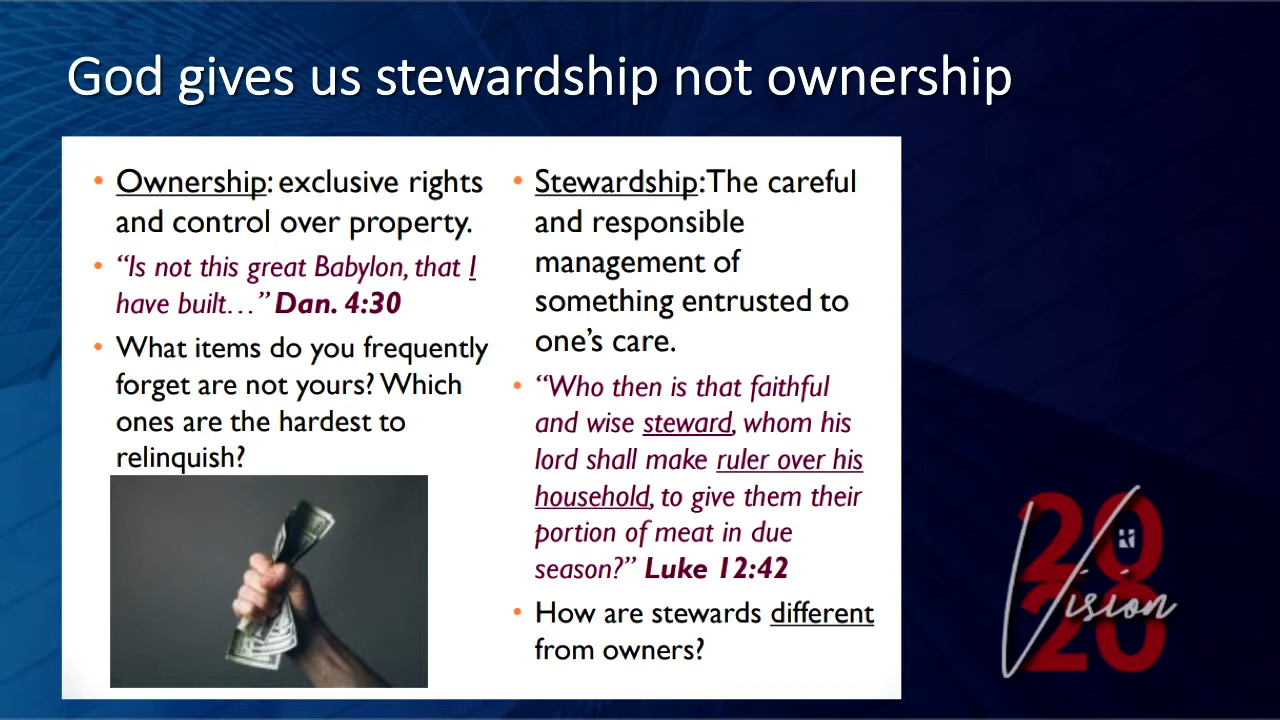 God gives us stewardship not ownership
• Ownership: exclusive rights
and control over property.
• “Is not this great Babylon, that I
have built…” Dan. 4:30
• What items do you frequently
forget are not yours? Which
ones are the hardest to
relinquish?
• Stewardship:The careful
and responsible
management of
something entrusted to
one’s care.
• “Who then is that faithful
and wise steward, whom his
lord shall make ruler over his
household, to give them their
portion of meat in due
season?” Luke 12:42
• How are stewards different
from owners?
20
Vision
20